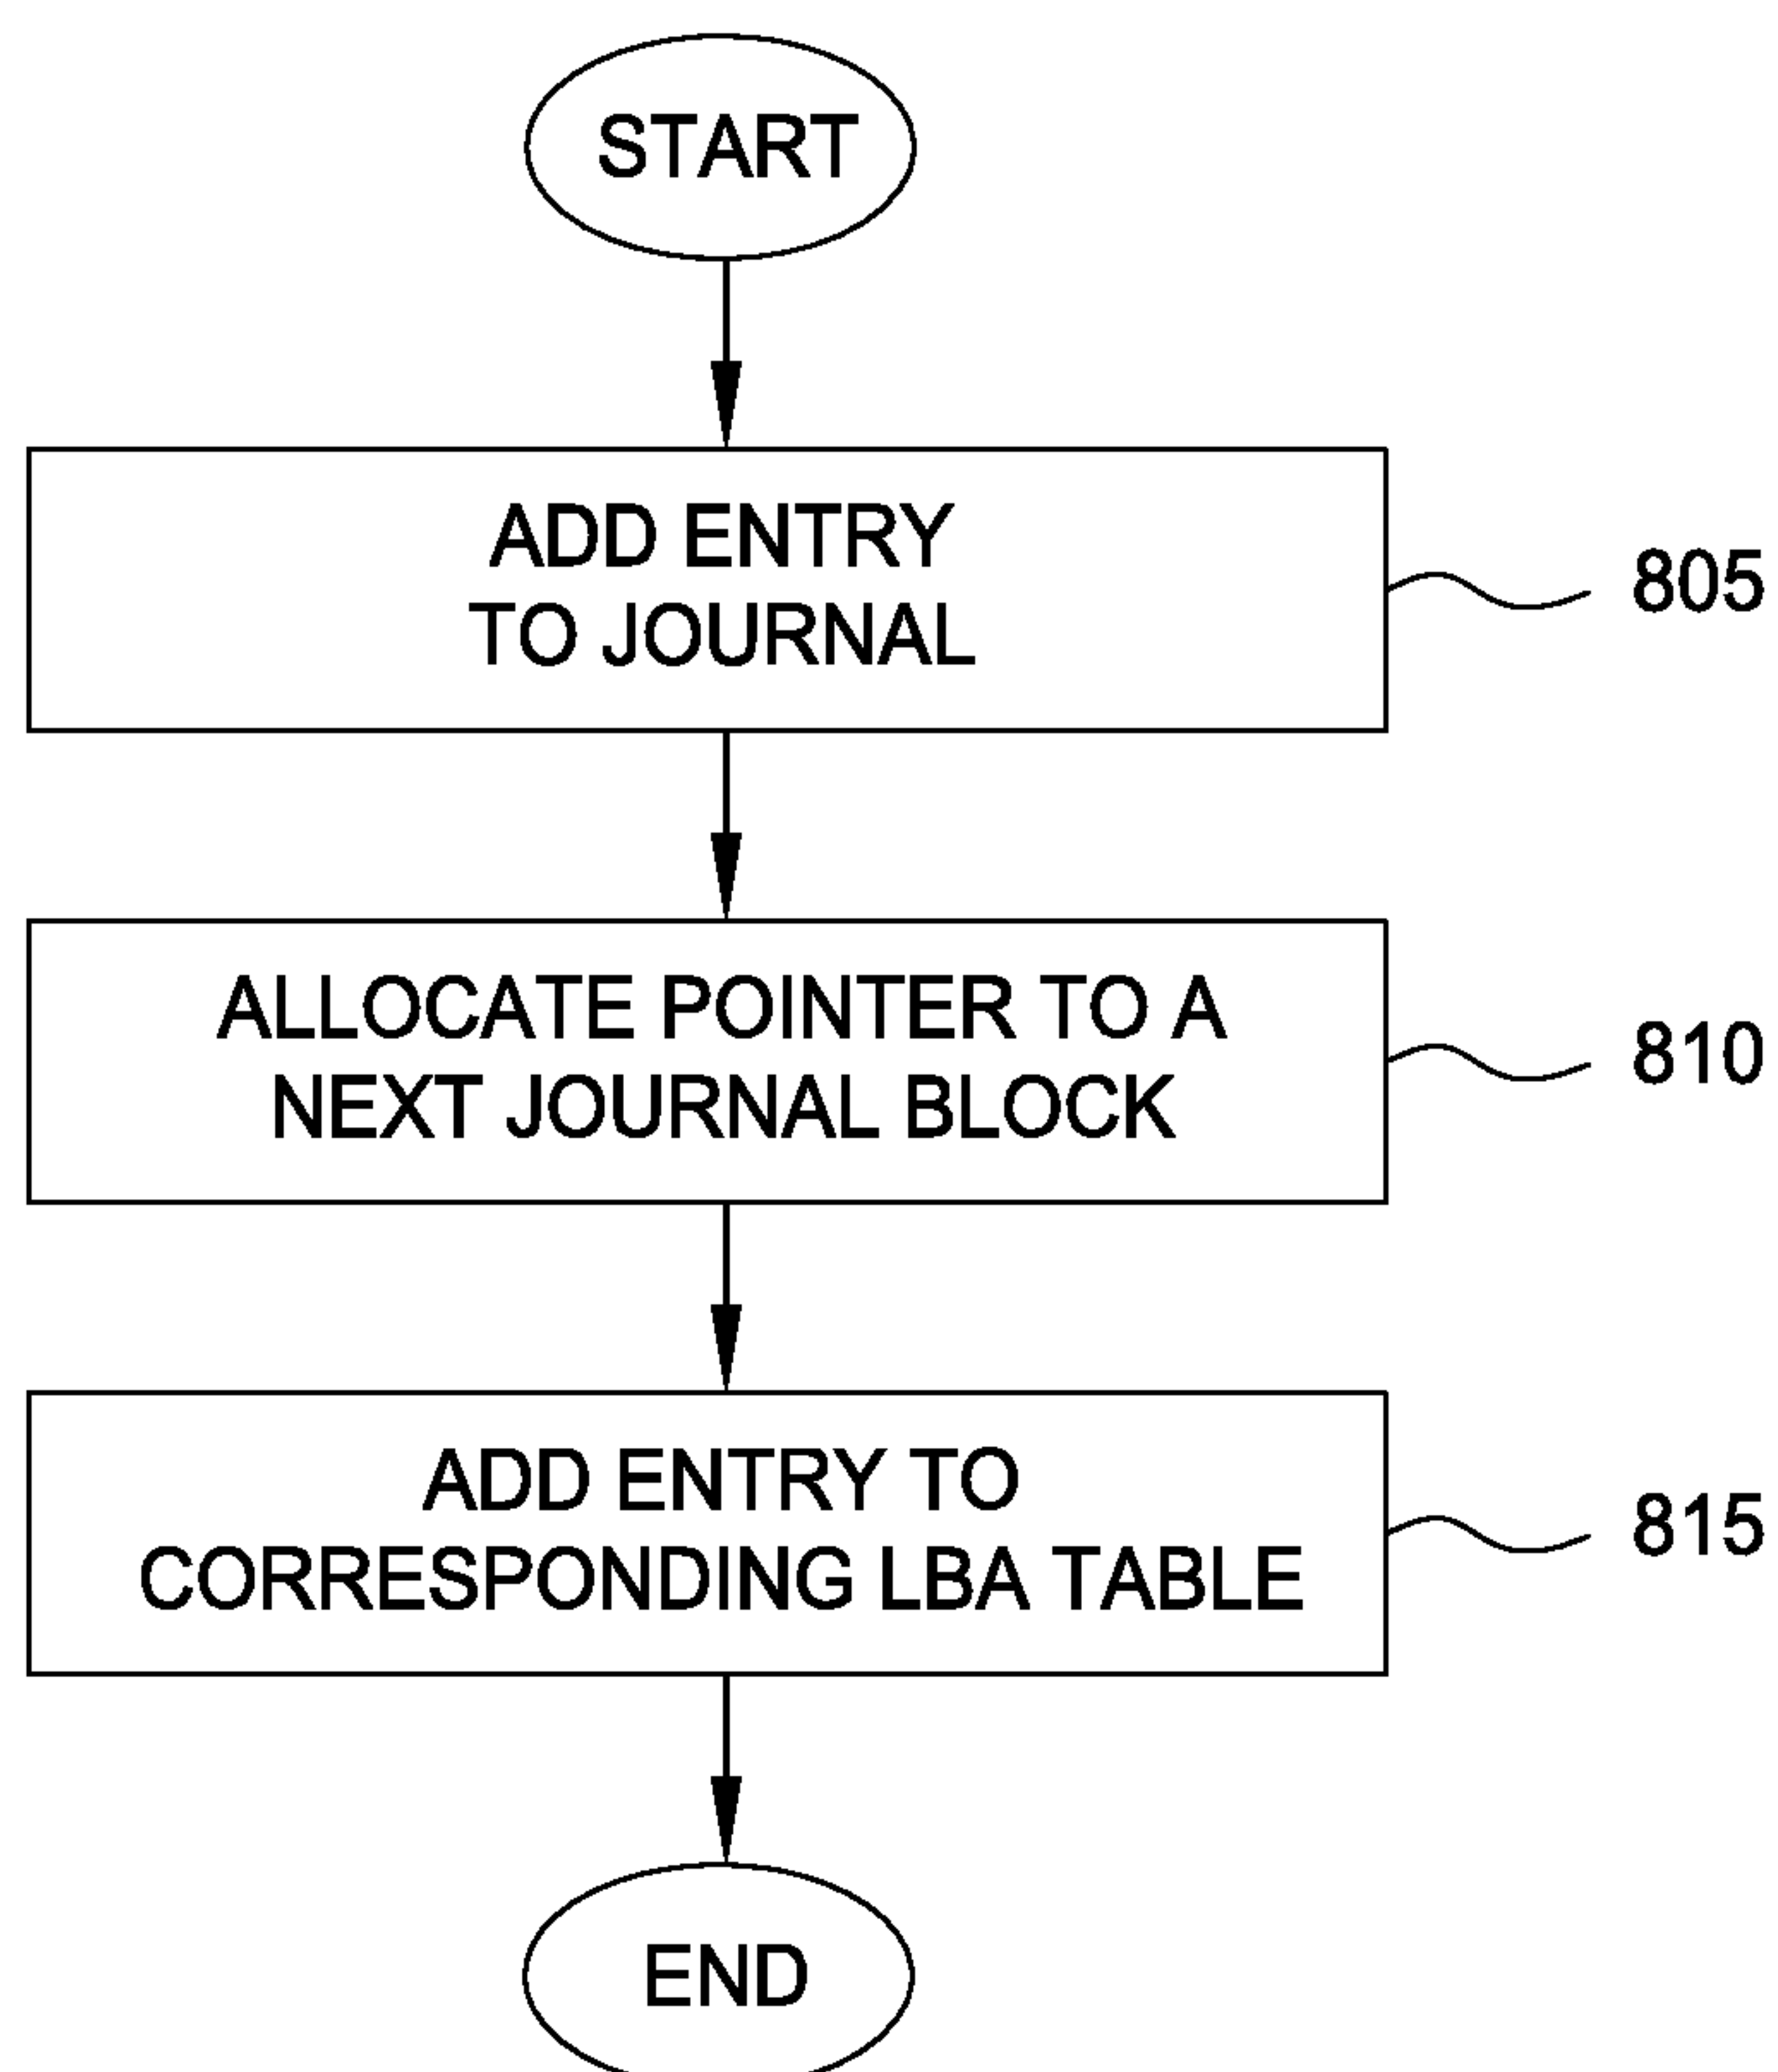 START
ADD ENTRY
TO JOURNAL
805
ALLOCATE POINTER TO A
NEXT JOURNAL BLOCK
810
ADD ENTRY TO
CORRESPONDING LBA TABLE
815
END